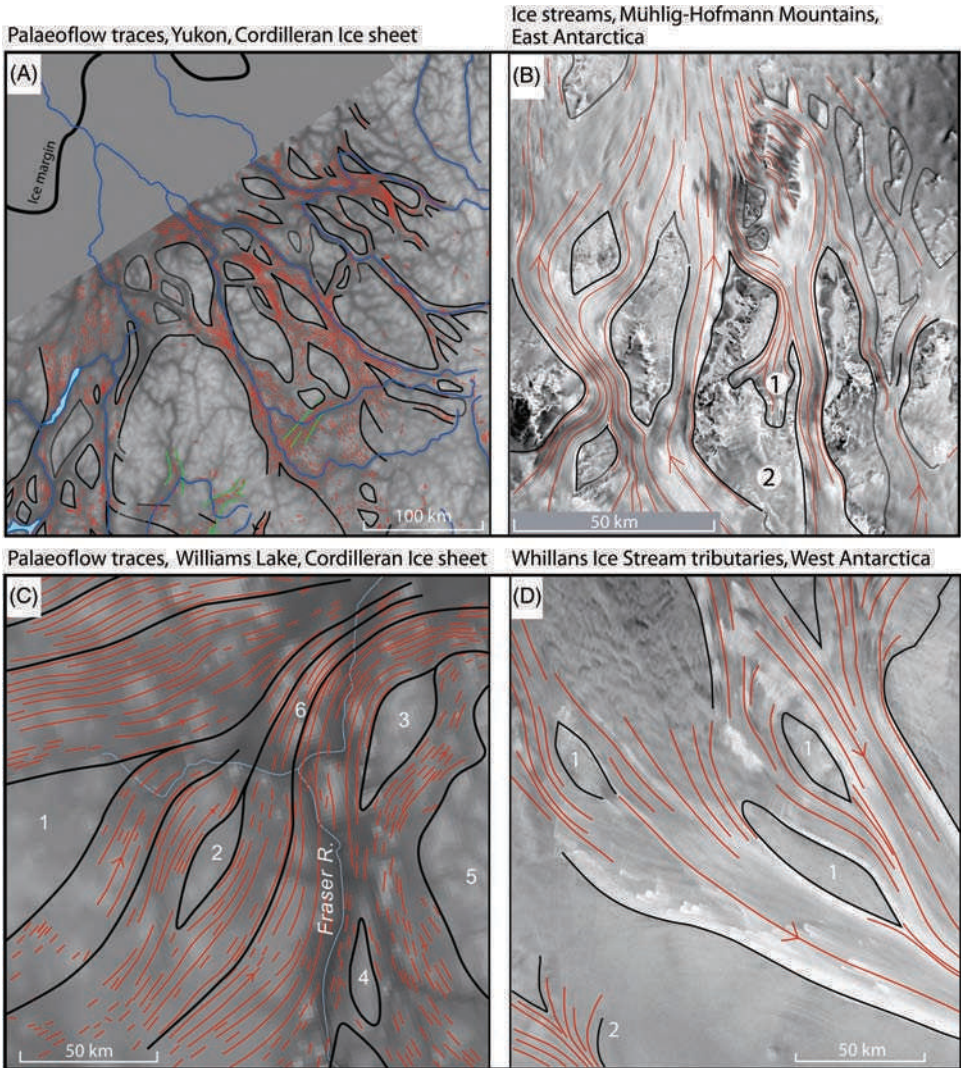 Palaeoflow traces, Yukon, Cordilleran Ice sheet
Ice streams, Mühlig-Hofmann Mountains,
East Antarctica
(A)
Ice margin
100 km
(B)
1
2
50 km
Palaeoflow traces, Williams Lake, Cordilleran Ice sheet
Whillans Ice Stream tributaries, West Antarctica
(C)
6
3
1
2
5
Fraser R.
4
50 km
(D)
1
1
1
2
50 km